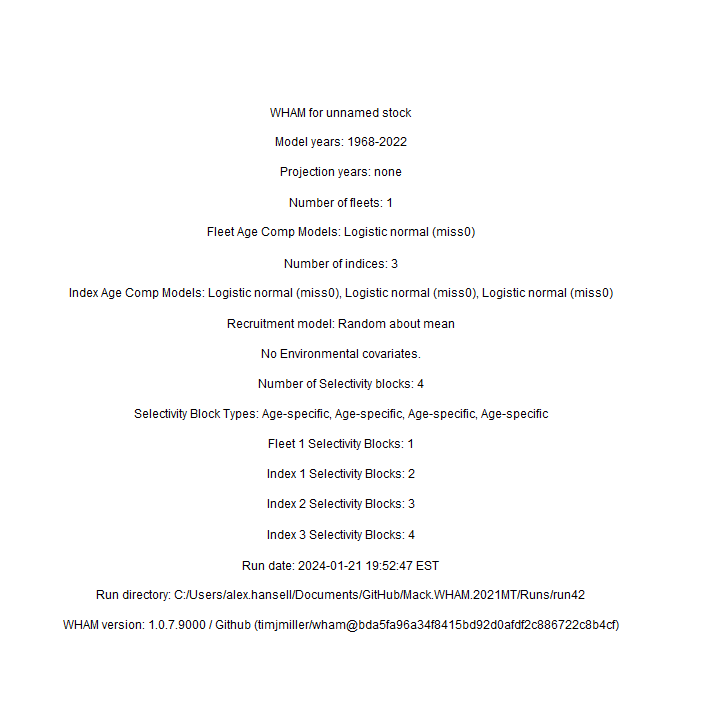 WHAM for unnamed stock
Model years: 1968-2022
Projection years: none
Number of fleets: 1
Fleet Age Comp Models: Logistic normal (miss0)
Number of indices: 3
Index Age Comp Models: Logistic normal (miss0), Logistic normal (miss0), Logistic normal (miss0)
Recruitment model: Random about mean
No Environmental covariates.
Number of Selectivity blocks: 4
Selectivity Block Types: Age-specific, Age-specific, Age-specific, Age-specific
Fleet 1 Selectivity Blocks: 1
Index 1 Selectivity Blocks: 2
Index 2 Selectivity Blocks: 3
Index 3 Selectivity Blocks: 4
Run date: 2024-01-21 19:52:47 EST
Run directory: C:/Users/alex.hansell/Documents/GitHub/Mack.WHAM.2021MT/Runs/run42
WHAM version: 1.0.7.9000 / Github (timjmiller/wham@bda5fa96a34f8415bd92d0afdf2c886722c8b4cf)